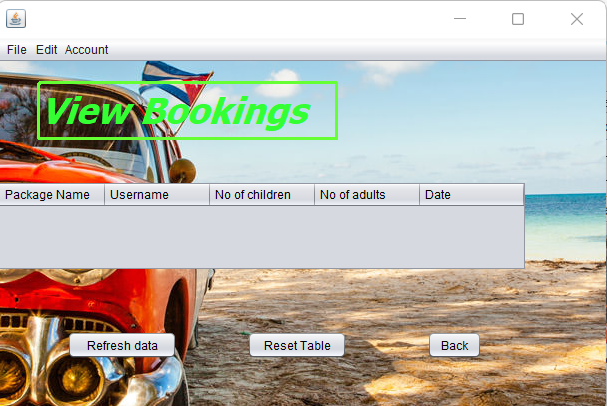 File Edit Account
View Bookings
Package Name Username No of children No of adults Date
Refresh data Reset Table Back